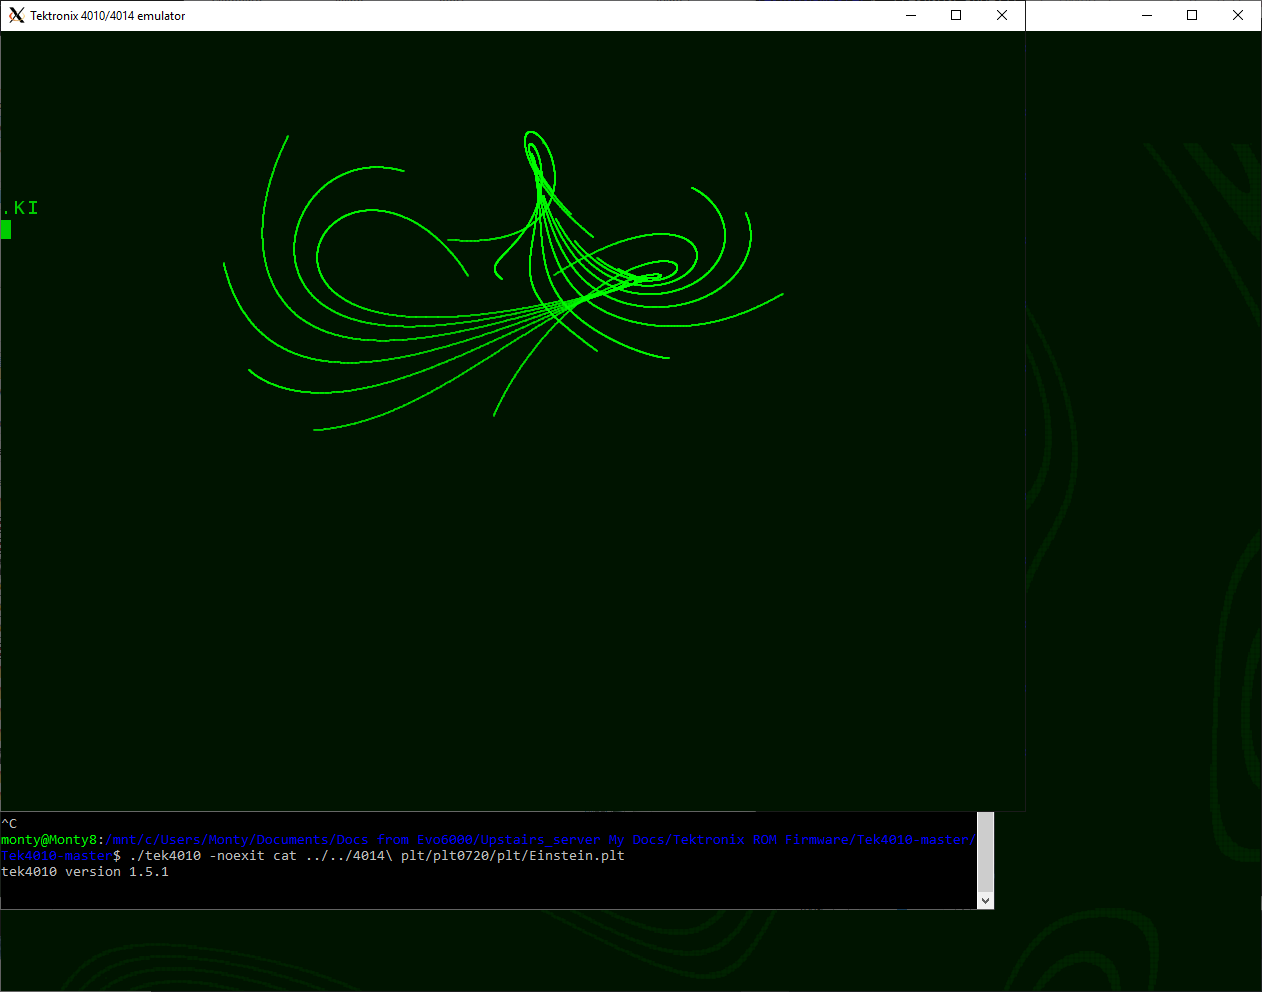 Tektronix 4010/4014 emulator
.KI
^C
monty@Monty8:/mnt/c/Users/Monty/Documents/Docs from Evo6000/Upstairs_server My Docs/Tektronix ROM Firmware/Tek4010-master/
Tek4010-master$ ./tek4010 -noexit cat ../../4014\ plt/plt0720/plt/Einstein.plt
tek4010 version 1.5.1